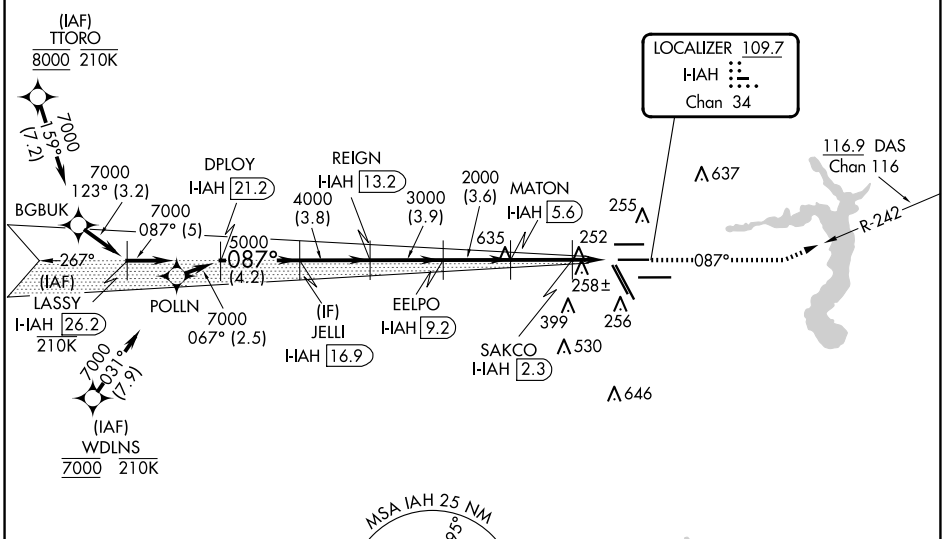 (IAF)
TTORO
8000 210K
7000
159°
(7.2)
7000
123° (3.2)
BGBUK
7000
087° (5)
DPLOY
I-IAH 21.2
REIGN
I-IAH 13.2
4000
(3.8)
3000
(3.9)
2000
(3.6)
MATON
I-IAH 5.6
LOCALIZER 109.7
I-IAH
Chan 34
637
116.9 DAS
Chan 116
R-242
255
252
635
5000
087°
(4.2)
267°
087°
(IAF)
LASSY
I-IAH 26.2
210K
POLLN
7000
067° (2.5)
(IF)
JELLI
I-IAH 16.9
EELPO
I-IAH 9.2
SAKCO
I-IAH 2.3
258±
256
399
530
646
7000
031°
(7.9)
(IAF)
WDLNS
7000 210K
MSA IAH 25 NM
95°